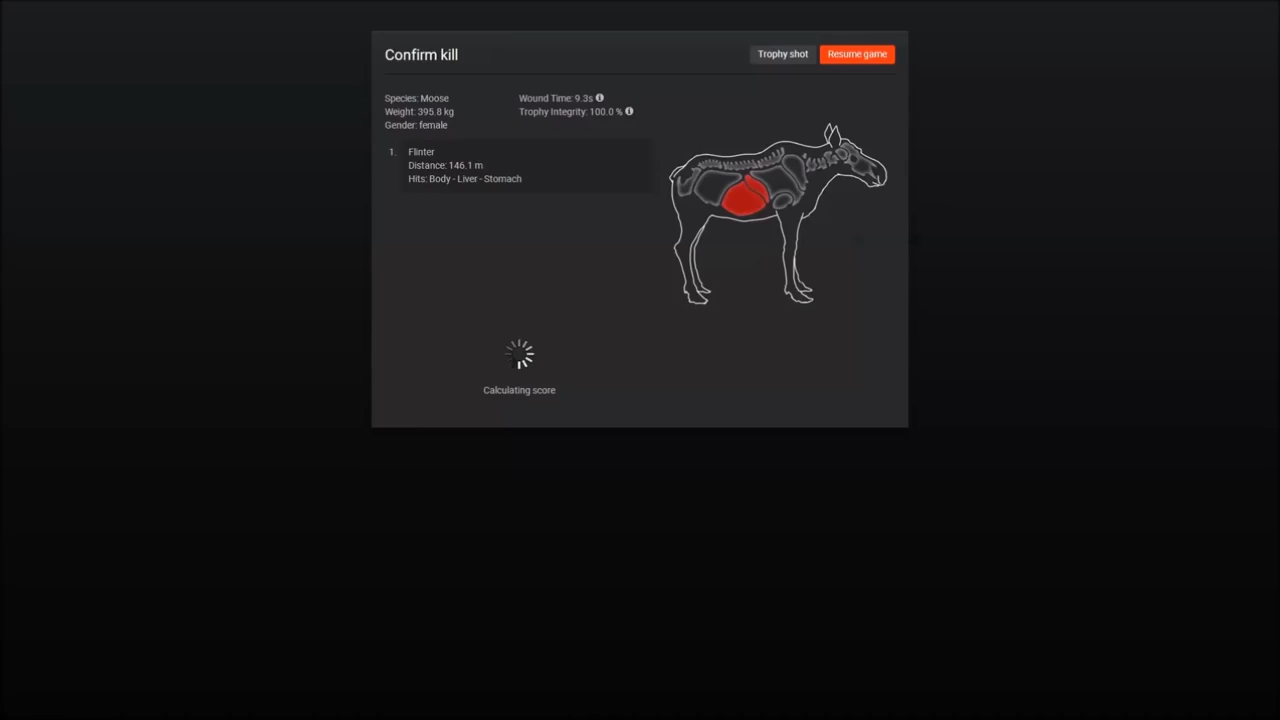 Confirm kill
Trophy shot
Resume game
Species: Moose
Wound Time: 9.3s
Weight: 395.8 kg
Trophy Integrity: 100.0 %
Gender: female
1. Flinter
Distance: 146.1 m
Hits: Body - Liver - Stomach
Calculating score